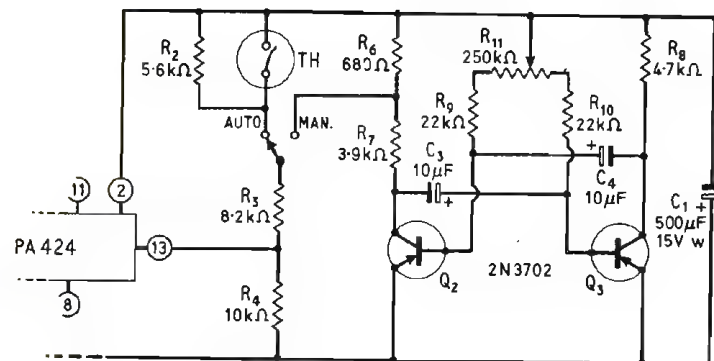 R2
5·6kΩ
TH
R6
680Ω
R11
250kΩ
R8
4·7kΩ
AUTO
MAN.
R9
22kΩ
R10
22kΩ
R7
3·9kΩ
C3
10μF
+
+
C4
10μF
C1 +
500μF
15V w
R3
8·2kΩ
11
2
PA 424
13
8
R4
10kΩ
Q2
2N3702
Q3